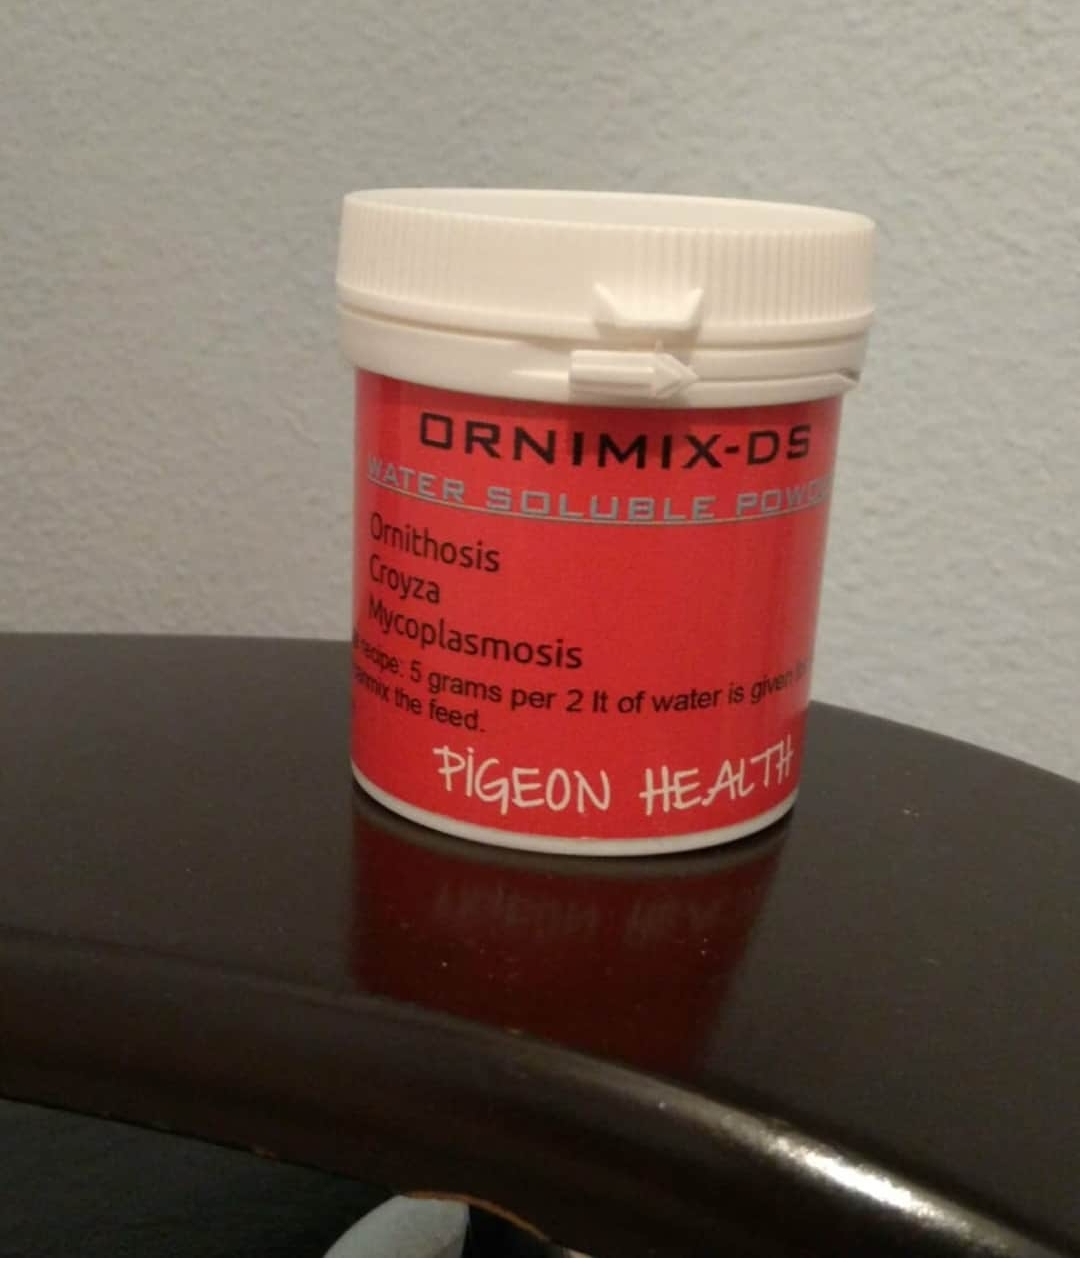 ORNIMIX-DS
WATER SOLUBLE
Ornithosis
Croyza
Mycoplasmosis
recipe: 5 grams per 2 lt of water is given
the feed.
PiGEON HEALTH